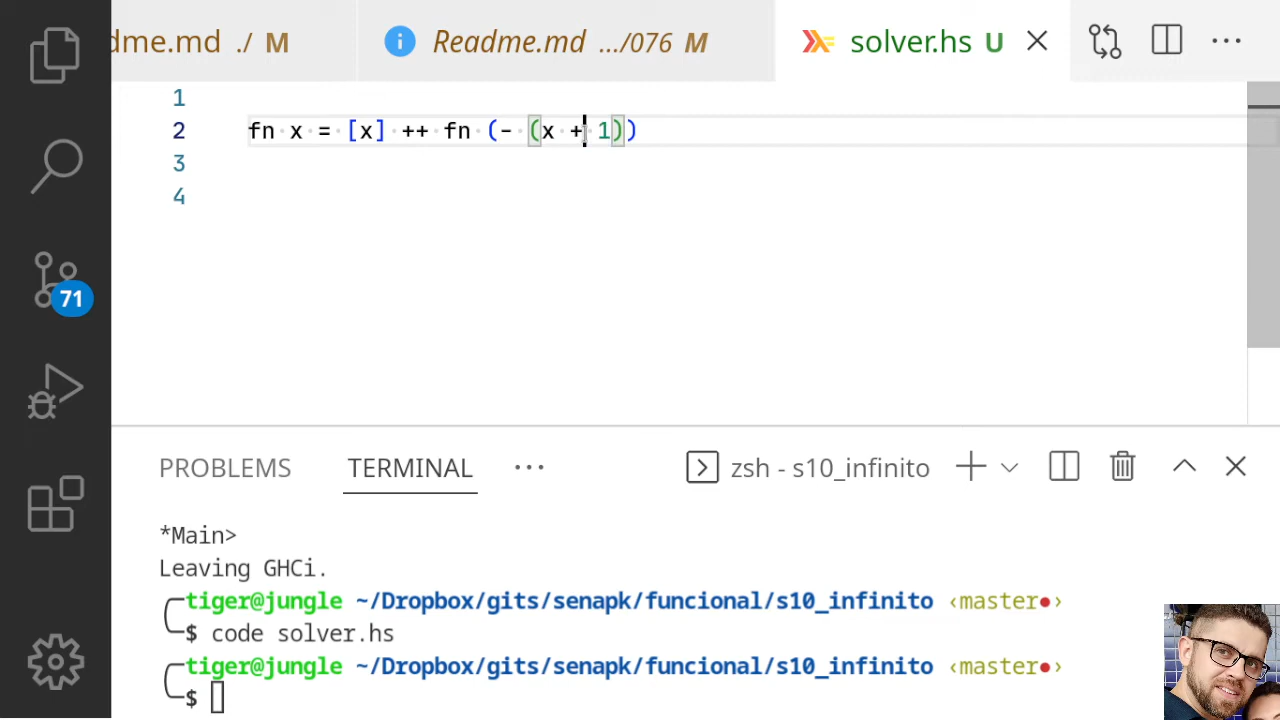 dme.md ./ M
Readme.md .../076 M
solver.hs U
1
2 fn x = [x] ++ fn (- (x + 1))
3
4
71
PROBLEMS
TERMINAL
zsh - s10_infinito
*Main>
Leaving GHCi.
tiger@jungle ~/Dropbox/gits/senapk/funcional/s10_infinito ‹master●›
$ code solver.hs
tiger@jungle ~/Dropbox/gits/senapk/funcional/s10_infinito ‹master●›
$